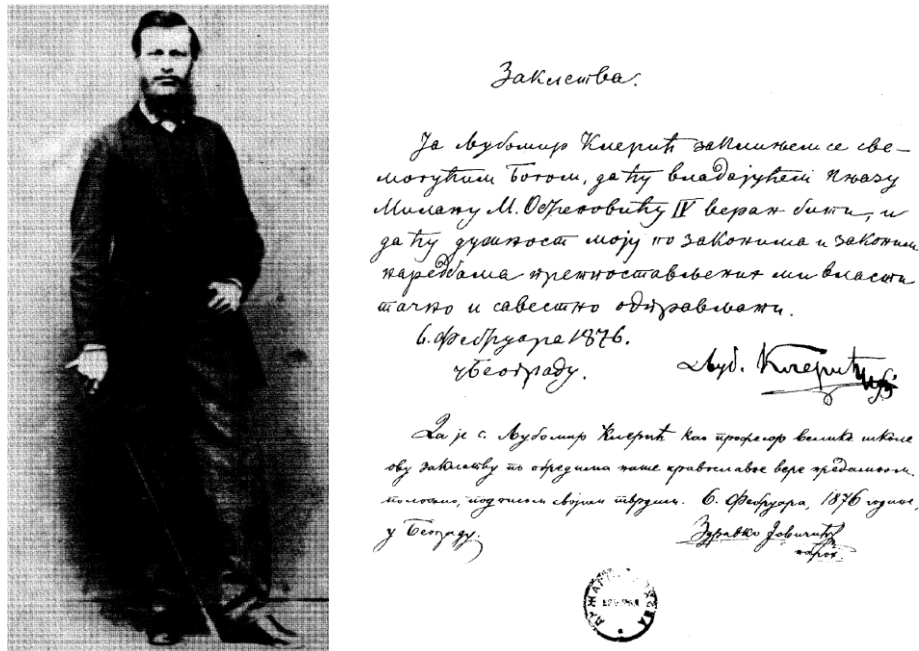 Заклетва.
Ја Љубомир Клерић заклињем се све-
могућим Богом, да ћу владајућем Књазу
Милану М. Обреновићу IV веран бити, и
да ћу дужност моју по законима и законим
наредбама претпостављених ми власти
тачно и савестно одправљати.
6. Фебруара 1876.
у Београду.
Љуб. Клерић
Да је г. Љубомир Клерић као професор велике школе
ову заклетву по обредима наше православне вере предамном
положио, подписом својим тврдим. 6. Фебруара, 1876 године,
у Београду.
Здравко
парох